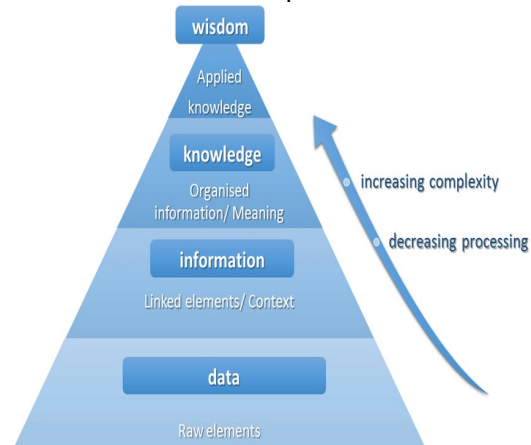 wisdom
Applied
knowledge
knowledge
Organised
information/ Meaning
information
Linked elements/ Context
data
Raw elements
increasing complexity
decreasing processing